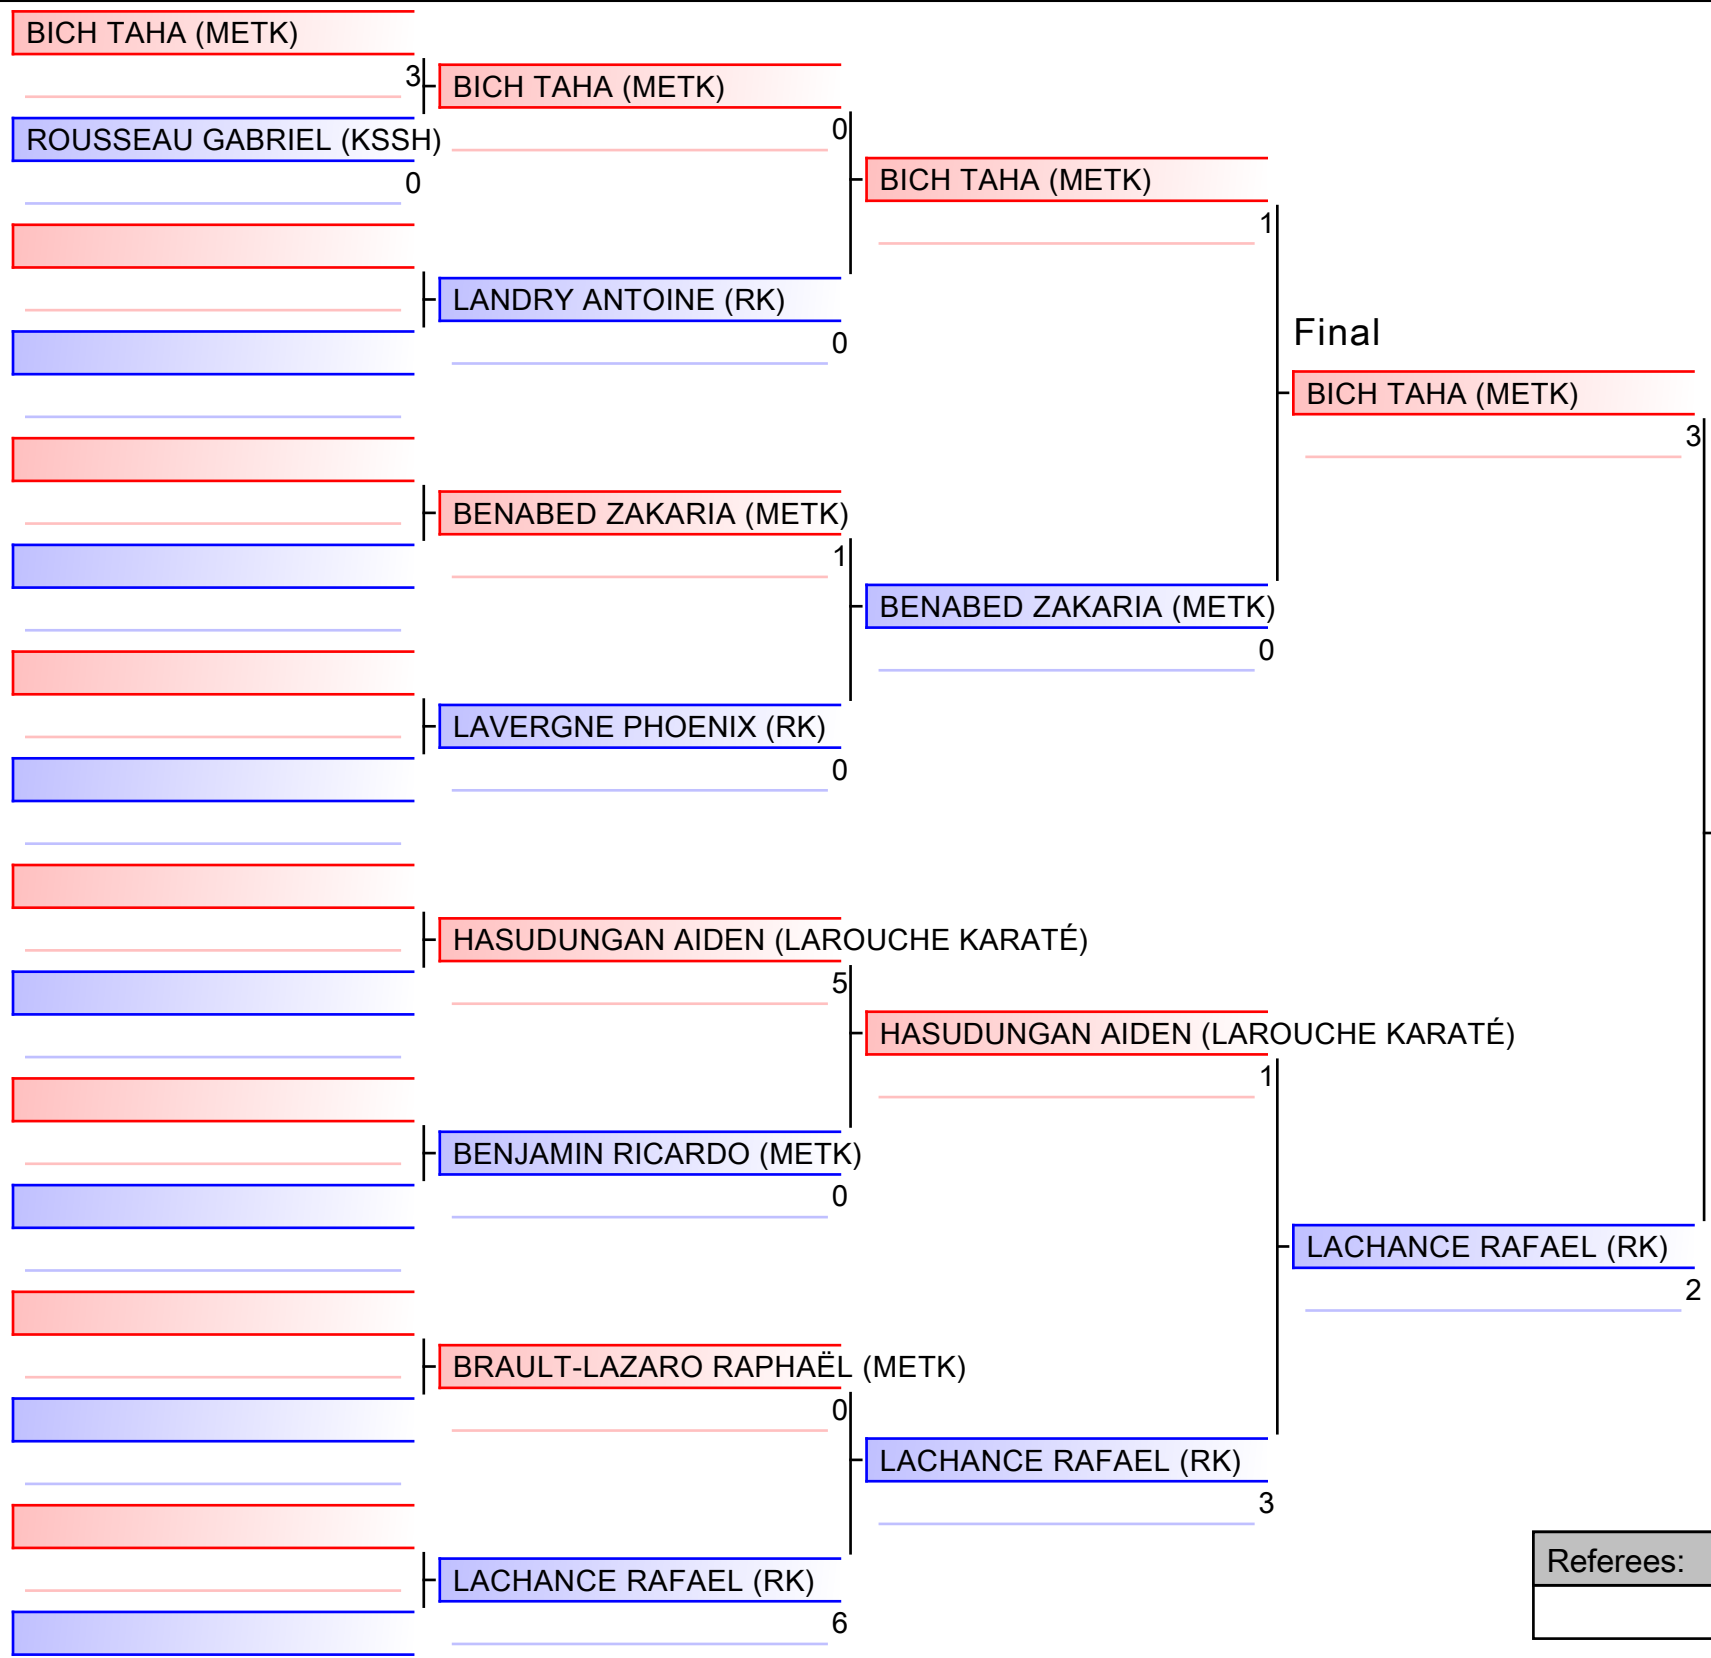 BICH TAHA (METK)
3
ROUSSEAU GABRIEL (KSSH)
0
BICH TAHA (METK)
0
LANDRY ANTOINE (RK)
0
BENABED ZAKARIA (METK)
1
LAVERGNE PHOENIX (RK)
0
HASUDUNGAN AIDEN (LAROUCHE KARATÉ)
5
BENJAMIN RICARDO (METK)
0
BRAULT-LAZARO RAPHAËL (METK)
0
LACHANCE RAFAEL (RK)
6
BICH TAHA (METK)
1
BENABED ZAKARIA (METK)
0
HASUDUNGAN AIDEN (LAROUCHE KARATÉ)
1
LACHANCE RAFAEL (RK)
3
Final
BICH TAHA (METK)
3
LACHANCE RAFAEL (RK)
2
Referees: